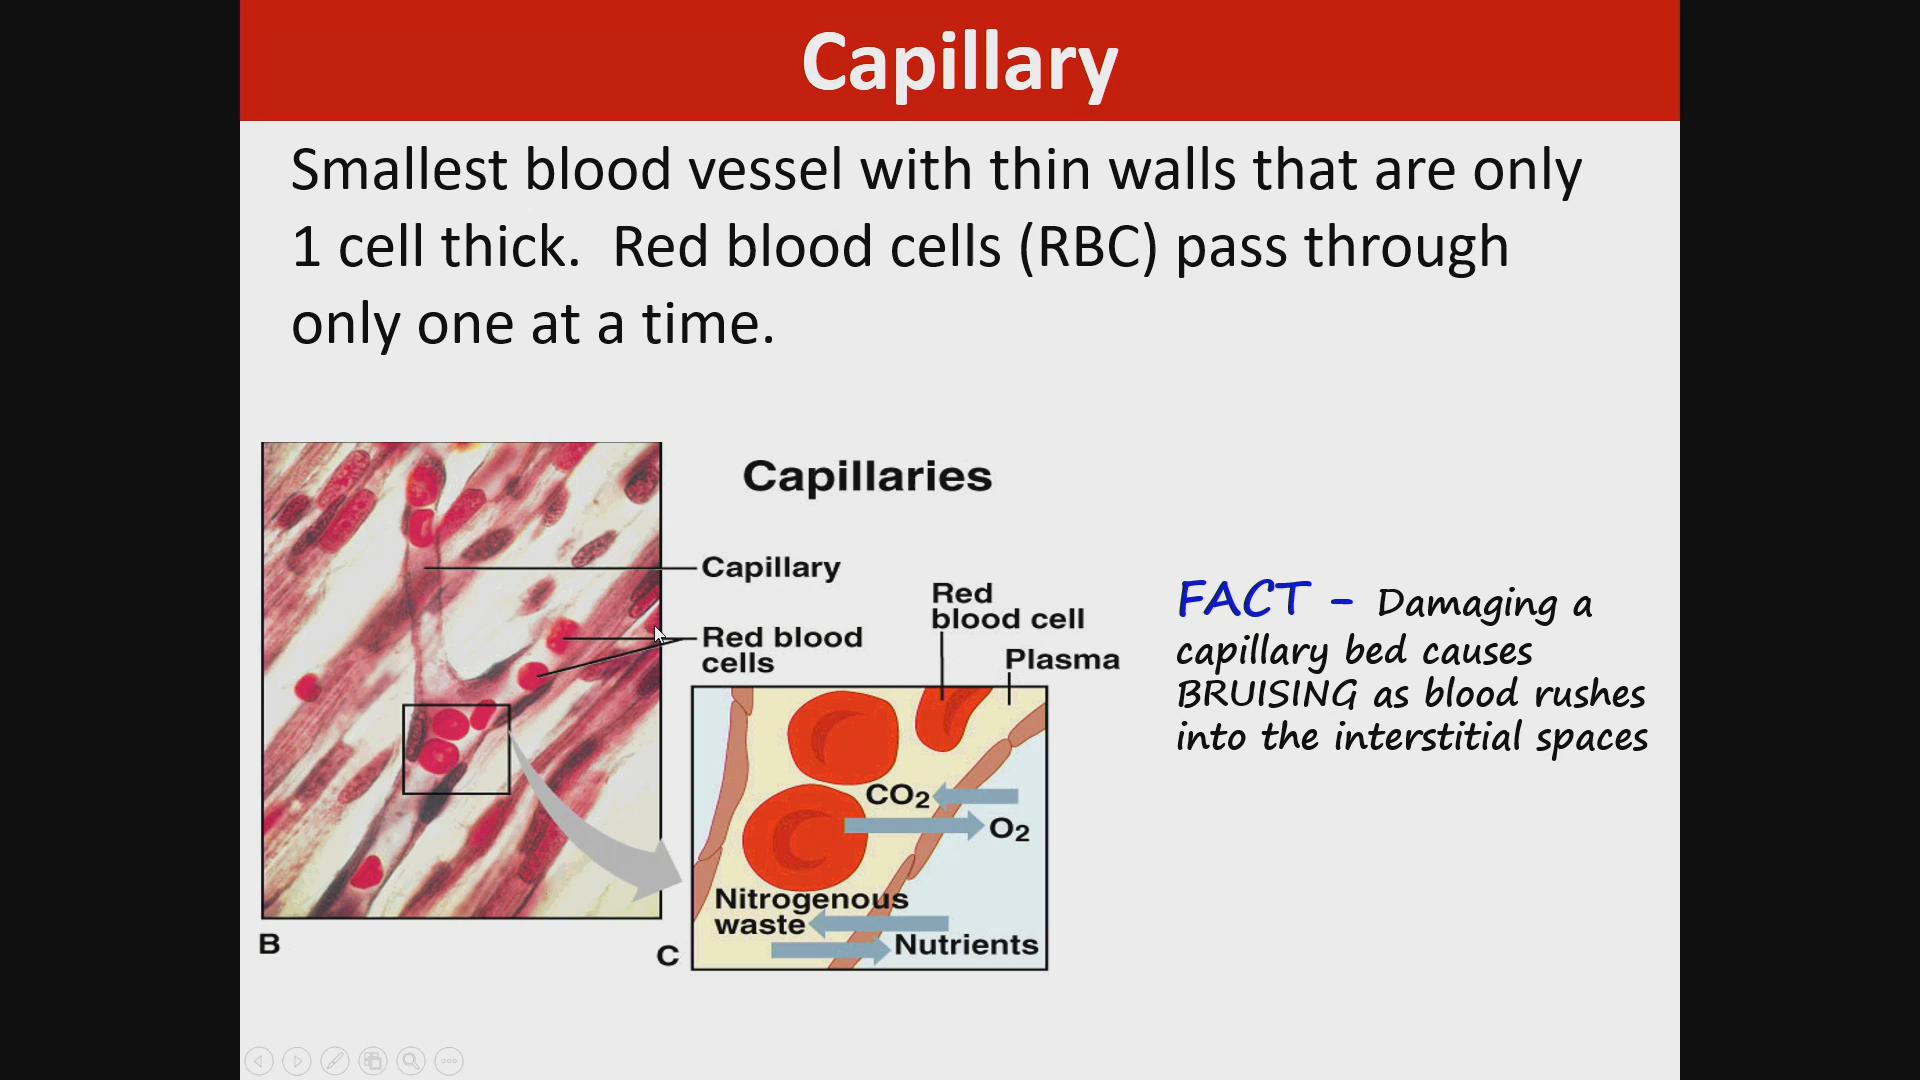 Capillary
Smallest blood vessel with thin walls that are only
1 cell thick.  Red blood cells (RBC) pass through
only one at a time.
Capillaries
Capillary
Red blood
cells
Red
blood cell
Plasma
CO2
O2
Nitrogenous
waste
Nutrients
B
C
FACT – Damaging a
capillary bed causes
BRUISING as blood rushes
into the interstitial spaces